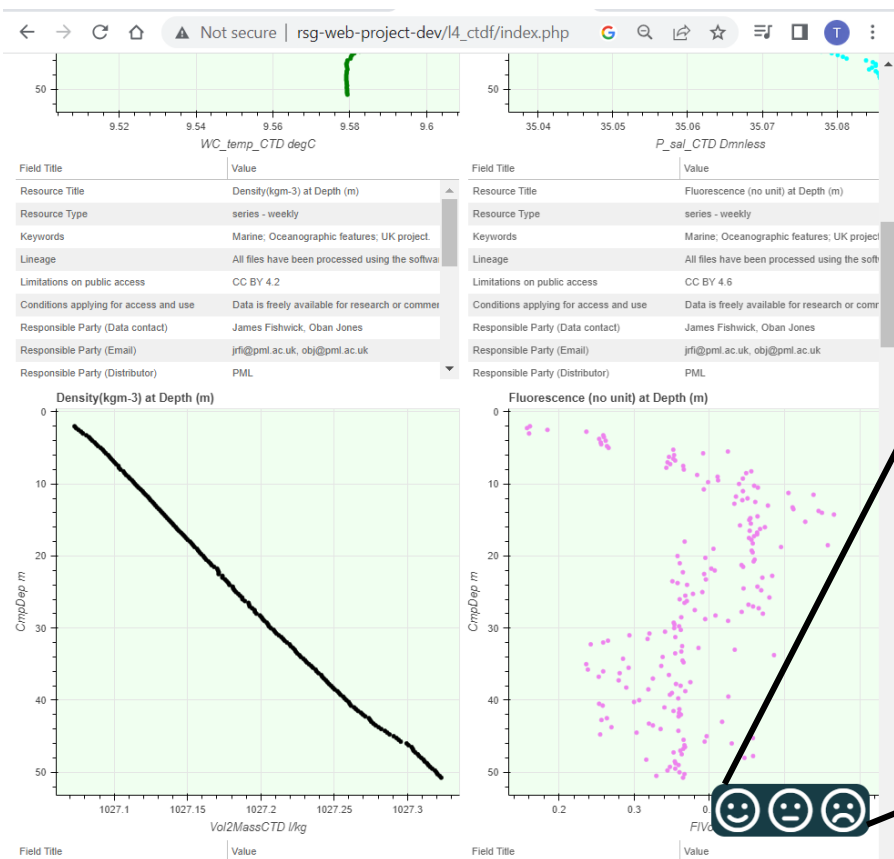 Not secure | rsg-web-project-dev/l4_ctdf/index.php
T
50
9.52 9.54 9.56 9.58 9.6
WC_temp_CTD degC
50
35.04 35.05 35.06 35.07 35.08
P_sal_CTD Dmnless
Field Title Value
Resource Title Density(kgm-3) at Depth (m)
Resource Type series - weekly
Keywords Marine; Oceanographic features; UK project.
Lineage All files have been processed using the
Limitations on public access CC BY 4.2
Conditions applying for access and use Data is freely available for research or
Responsible Party (Data contact) James Fishwick, Oban Jones
Responsible Party (Email) jrfi@pml.ac.uk, obj@pml.ac.uk
Responsible Party (Distributor) PML
Field Title Value
Resource Title Fluorescence (no unit) at Depth (m)
Resource Type series - weekly
Keywords Marine; Oceanographic features; UK project
Lineage All files have been processed using the
Limitations on public access CC BY 4.6
Conditions applying for access and use Data is freely available for research or
Responsible Party (Data contact) James Fishwick, Oban Jones
Responsible Party (Email) jrfi@pml.ac.uk, obj@pml.ac.uk
Responsible Party (Distributor) PML
Density(kgm-3) at Depth (m)
0
10
20
30
40
50
CmpDep m
1027.1 1027.15 1027.2 1027.25 1027.3
Vol2MassCTD l/kg
Fluorescence (no unit) at Depth (m)
0
10
20
30
40
50
CmpDep m
0.2 0.3
Field Title Value
Field Title Value